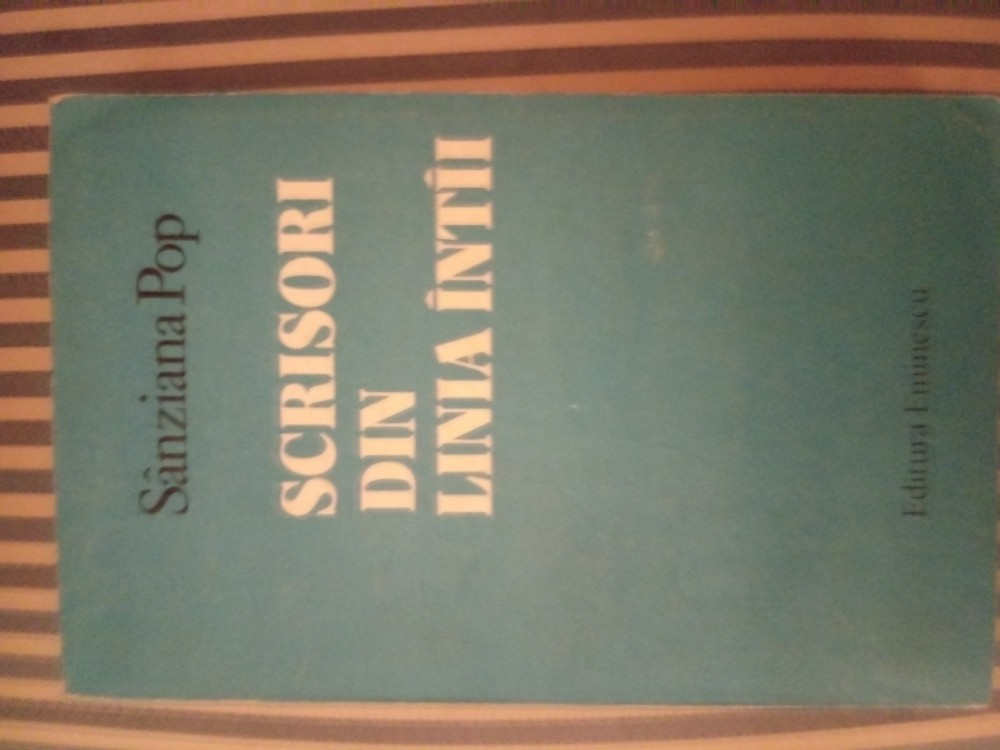 Sânziana Pop
SCRISORI
DIN
LINIA ÎNTÎI
Editura Eminescu